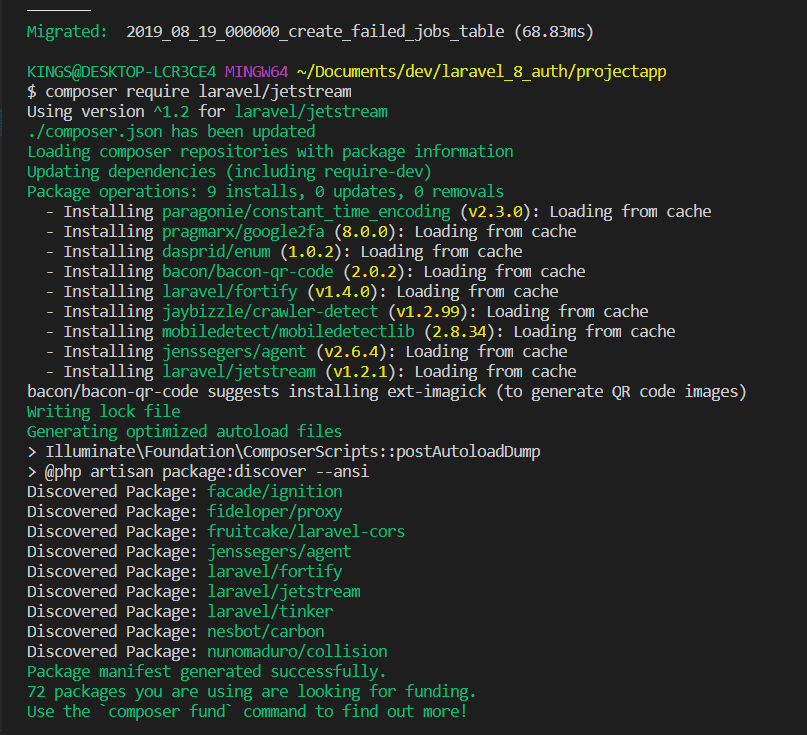 Migrated:  2019_08_19_000000_create_failed_jobs_table (68.83ms)
KINGS@DESKTOP-LCR3CE4 MINGW64 ~/Documents/dev/laravel_8_auth/projectapp
$ composer require laravel/jetstream
Using version ^1.2 for laravel/jetstream
./composer.json has been updated
Loading composer repositories with package information
Updating dependencies (including require-dev)
Package operations: 9 installs, 0 updates, 0 removals
  - Installing paragonie/constant_time_encoding (v2.3.0): Loading from cache
  - Installing pragmarx/google2fa (8.0.0): Loading from cache
  - Installing dasprid/enum (1.0.2): Loading from cache
  - Installing bacon/bacon-qr-code (2.0.2): Loading from cache
  - Installing laravel/fortify (v1.4.0): Loading from cache
  - Installing jaybizzle/crawler-detect (v1.2.99): Loading from cache
  - Installing mobiledetect/mobiledetectlib (2.8.34): Loading from cache
  - Installing jenssegers/agent (v2.6.4): Loading from cache
  - Installing laravel/jetstream (v1.2.1): Loading from cache
bacon/bacon-qr-code suggests installing ext-imagick (to generate QR code images)
Writing lock file
Generating optimized autoload files
> Illuminate\Foundation\ComposerScripts::postAutoloadDump
> @php artisan package:discover --ansi
Discovered Package: facade/ignition
Discovered Package: fideloper/proxy
Discovered Package: fruitcake/laravel-cors
Discovered Package: jenssegers/agent
Discovered Package: laravel/fortify
Discovered Package: laravel/jetstream
Discovered Package: laravel/tinker
Discovered Package: nesbot/carbon
Discovered Package: nunomaduro/collision
Package manifest generated successfully.
72 packages you are using are looking for funding.
Use the `composer fund` command to find out more!